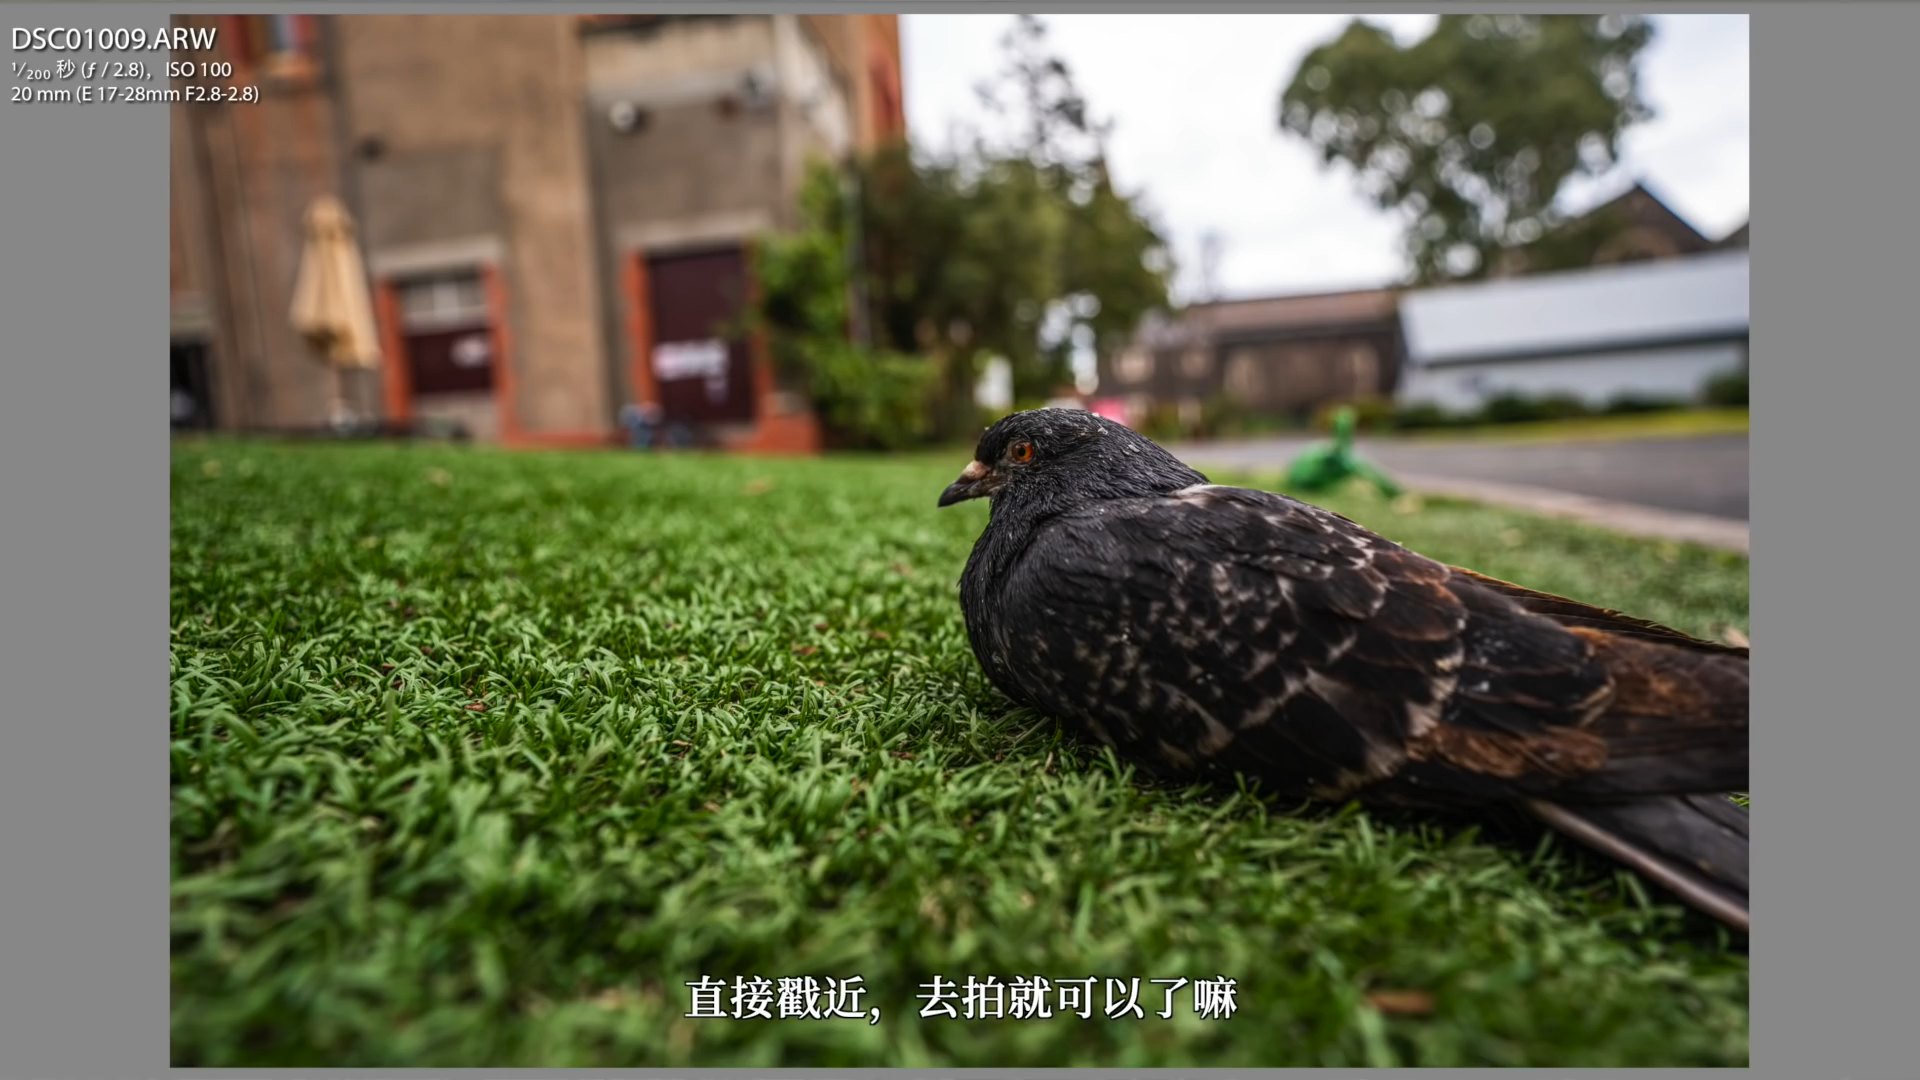 DSC01009.ARW
¹⁄₂₀₀ 秒 (ƒ / 2.8)，ISO 100
20 mm (E 17-28mm F2.8-2.8)
直接戳近，去拍就可以了嘛